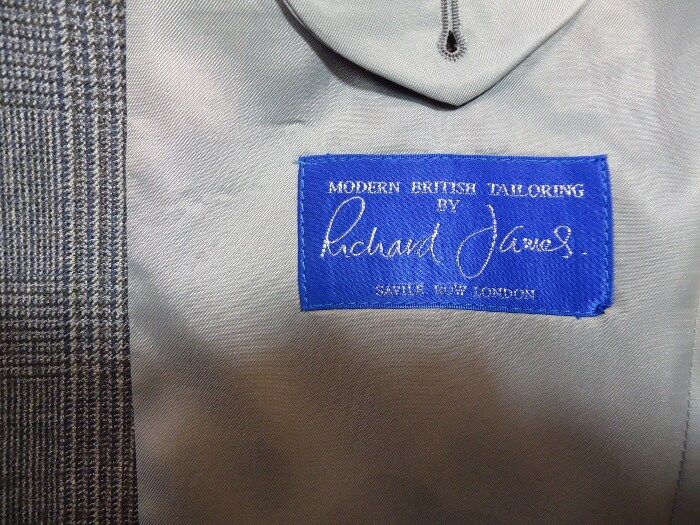 MODERN BRITISH TAILORING
BY
Richard James.
SAVILE ROW LONDON